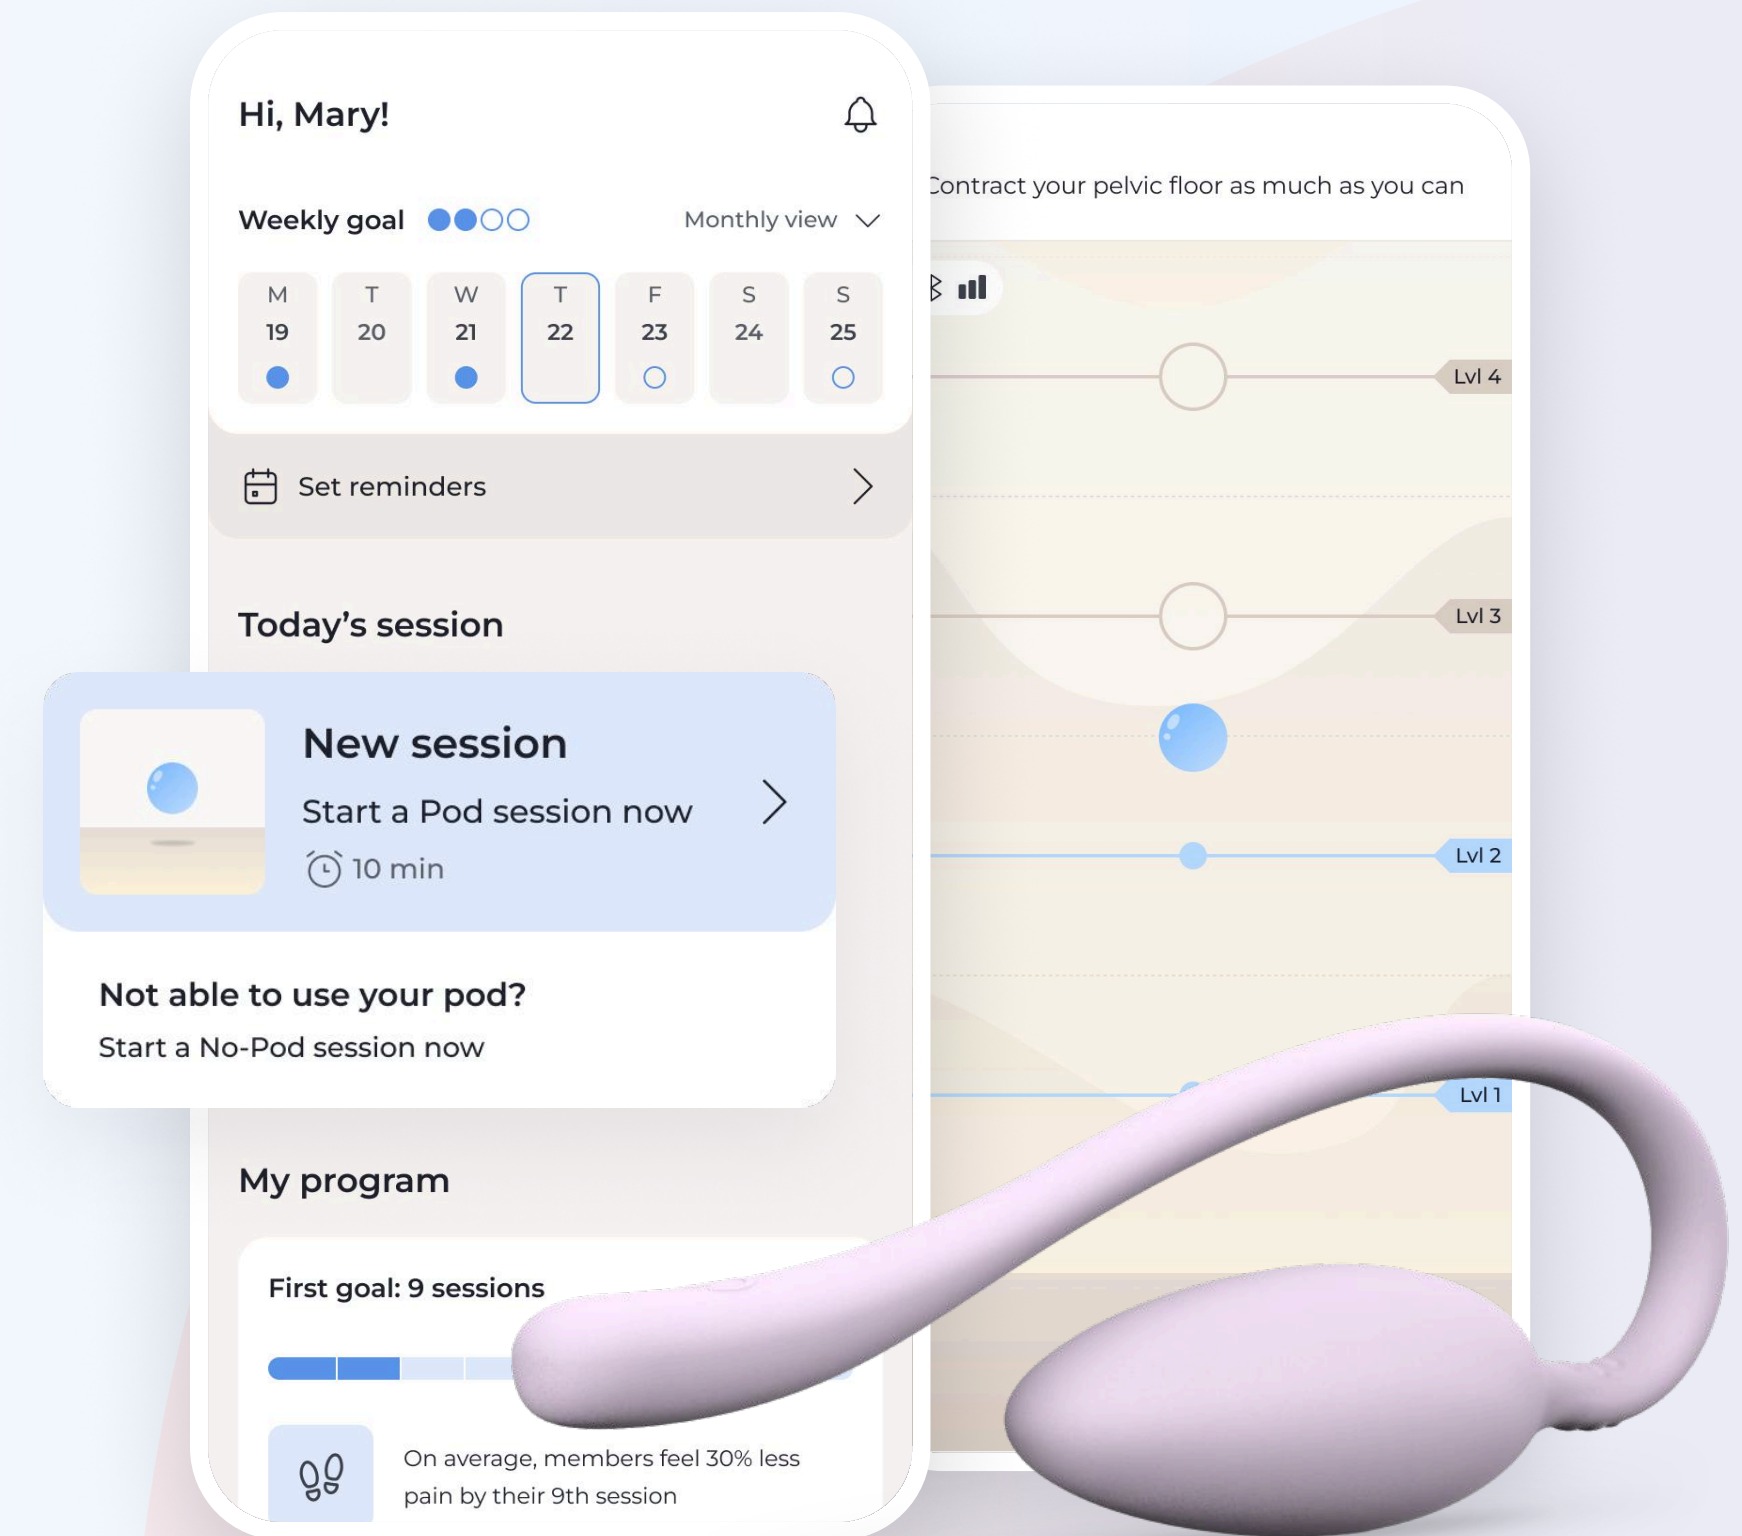 Hi, Mary!
Weekly goal
Monthly view
M T W T F S S
19 20 21 22 23 24 25
Set reminders
Today's session
New session
Start a Pod session now
10 min
Not able to use your pod?
Start a No-Pod session now
My program
First goal: 9 sessions
On average, members feel 30% less
pain by their 9th session
Contract your pelvic floor as much as you can
Lvl 4
Lvl 3
Lvl 2
Lvl 1